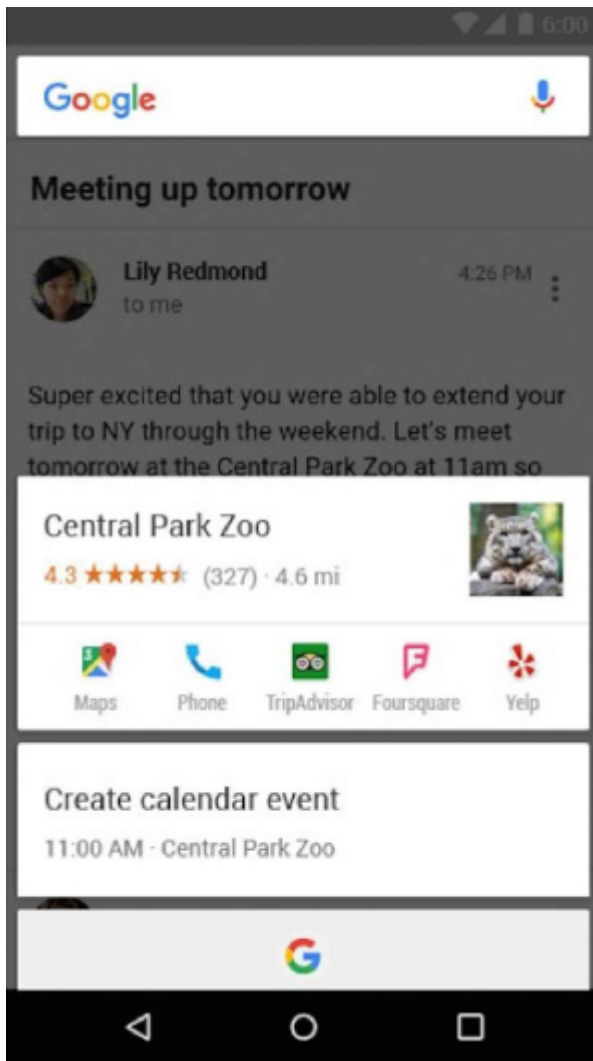 6:00
Google
Meeting up tomorrow
Lily Redmond
4:26 PM
to me
Super excited that you were able to extend your
trip to NY through the weekend. Let's meet
tomorrow at the Central Park Zoo at 11am so
Central Park Zoo
4.3 ★★★★★ (327) · 4.6 mi
Maps Phone TripAdvisor Foursquare Yelp
Create calendar event
11:00 AM · Central Park Zoo
G